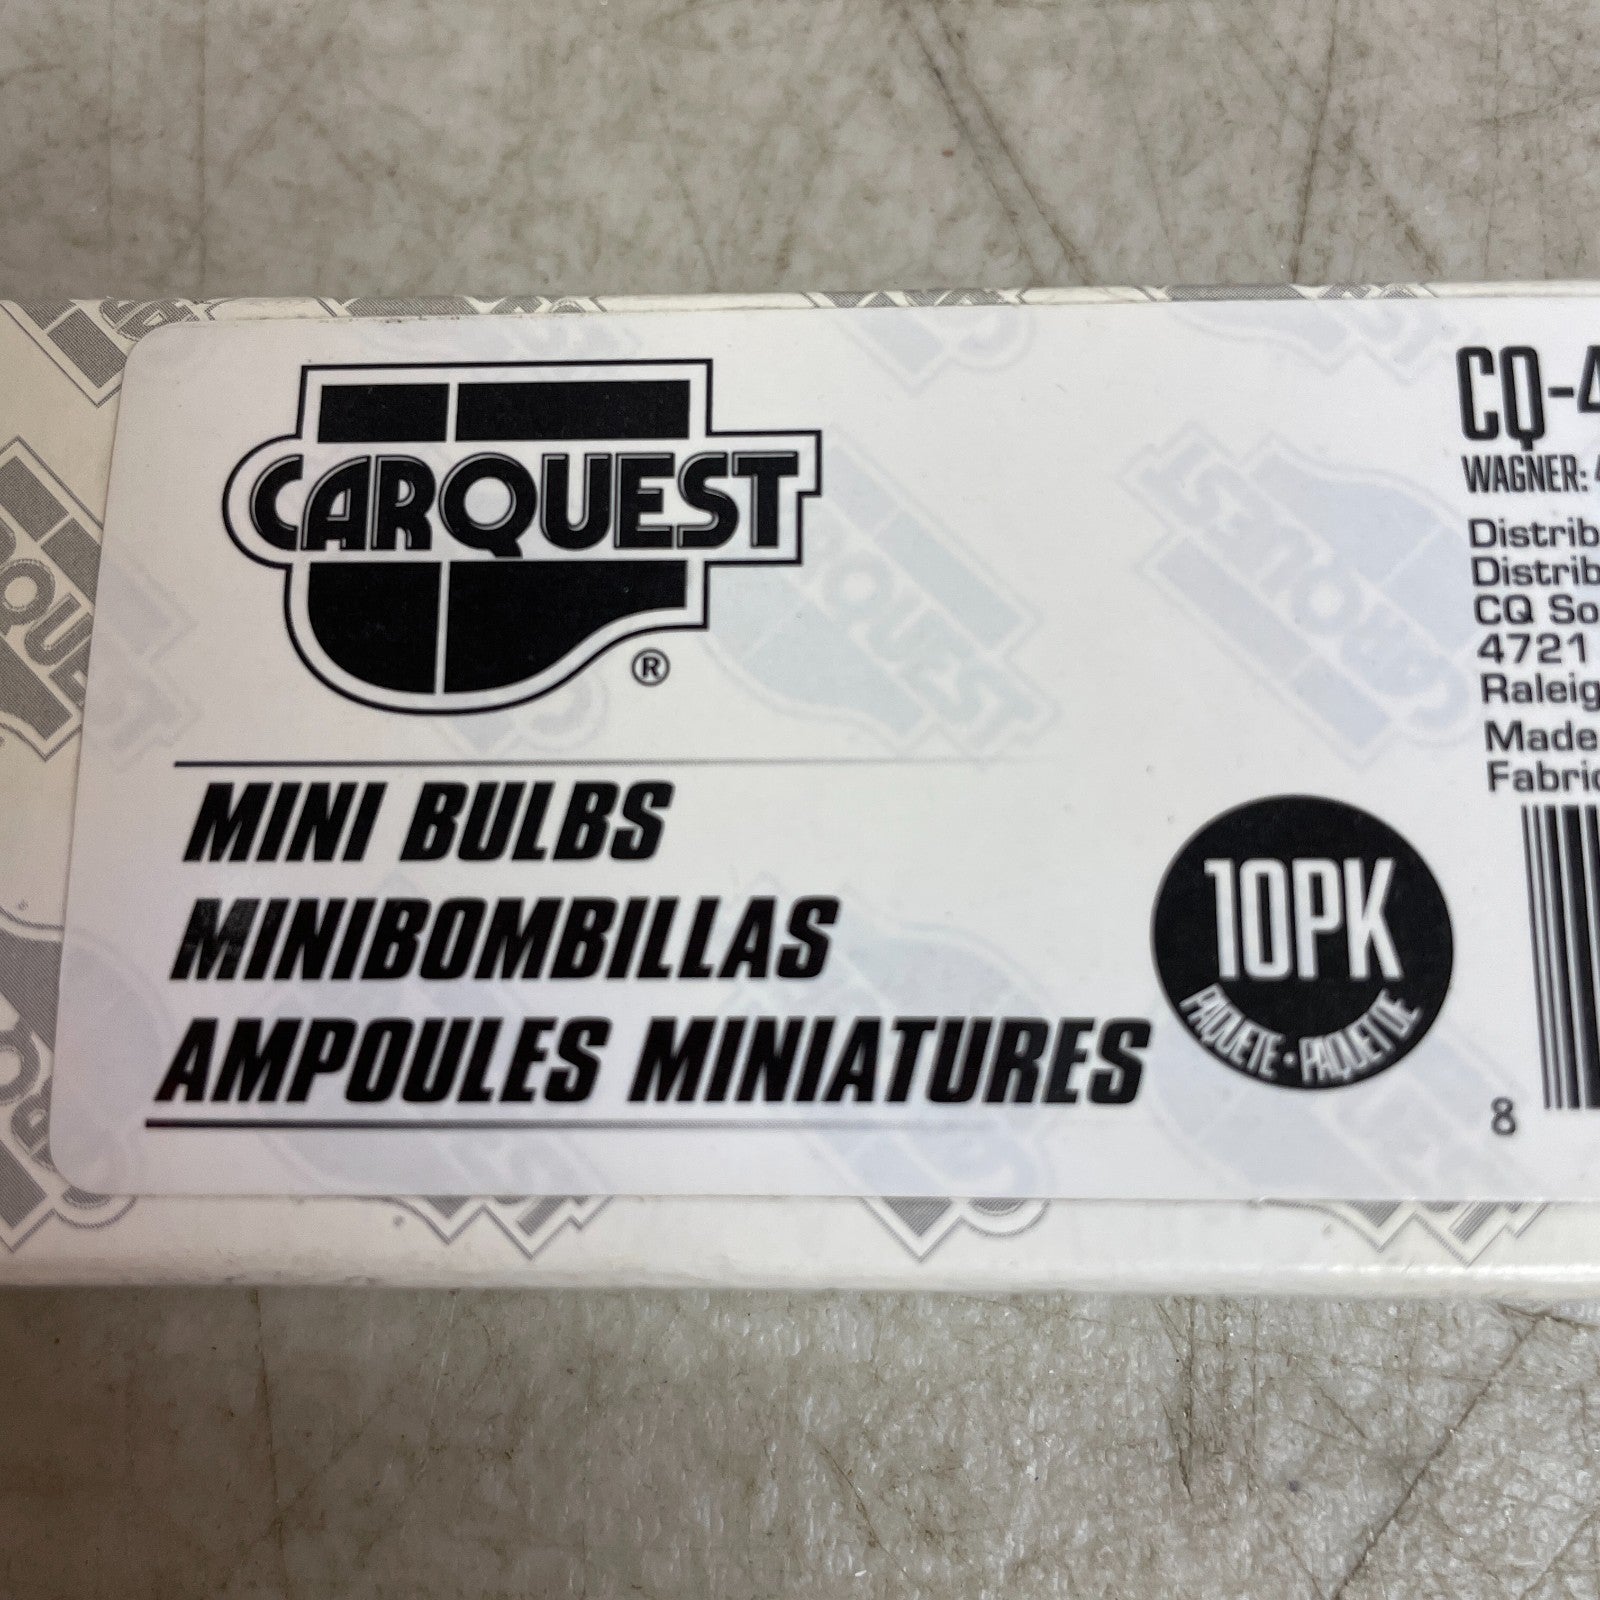 CARQUEST
®
MINI BULBS
MINIBOMBILLAS
AMPOULES MINIATURES
10PK
PAQUETE • PAQUET DE
CQ-4
WAGNER: 4
Distrib
Distrib
CQ So
4721
Raleig
Made
Fabric
8